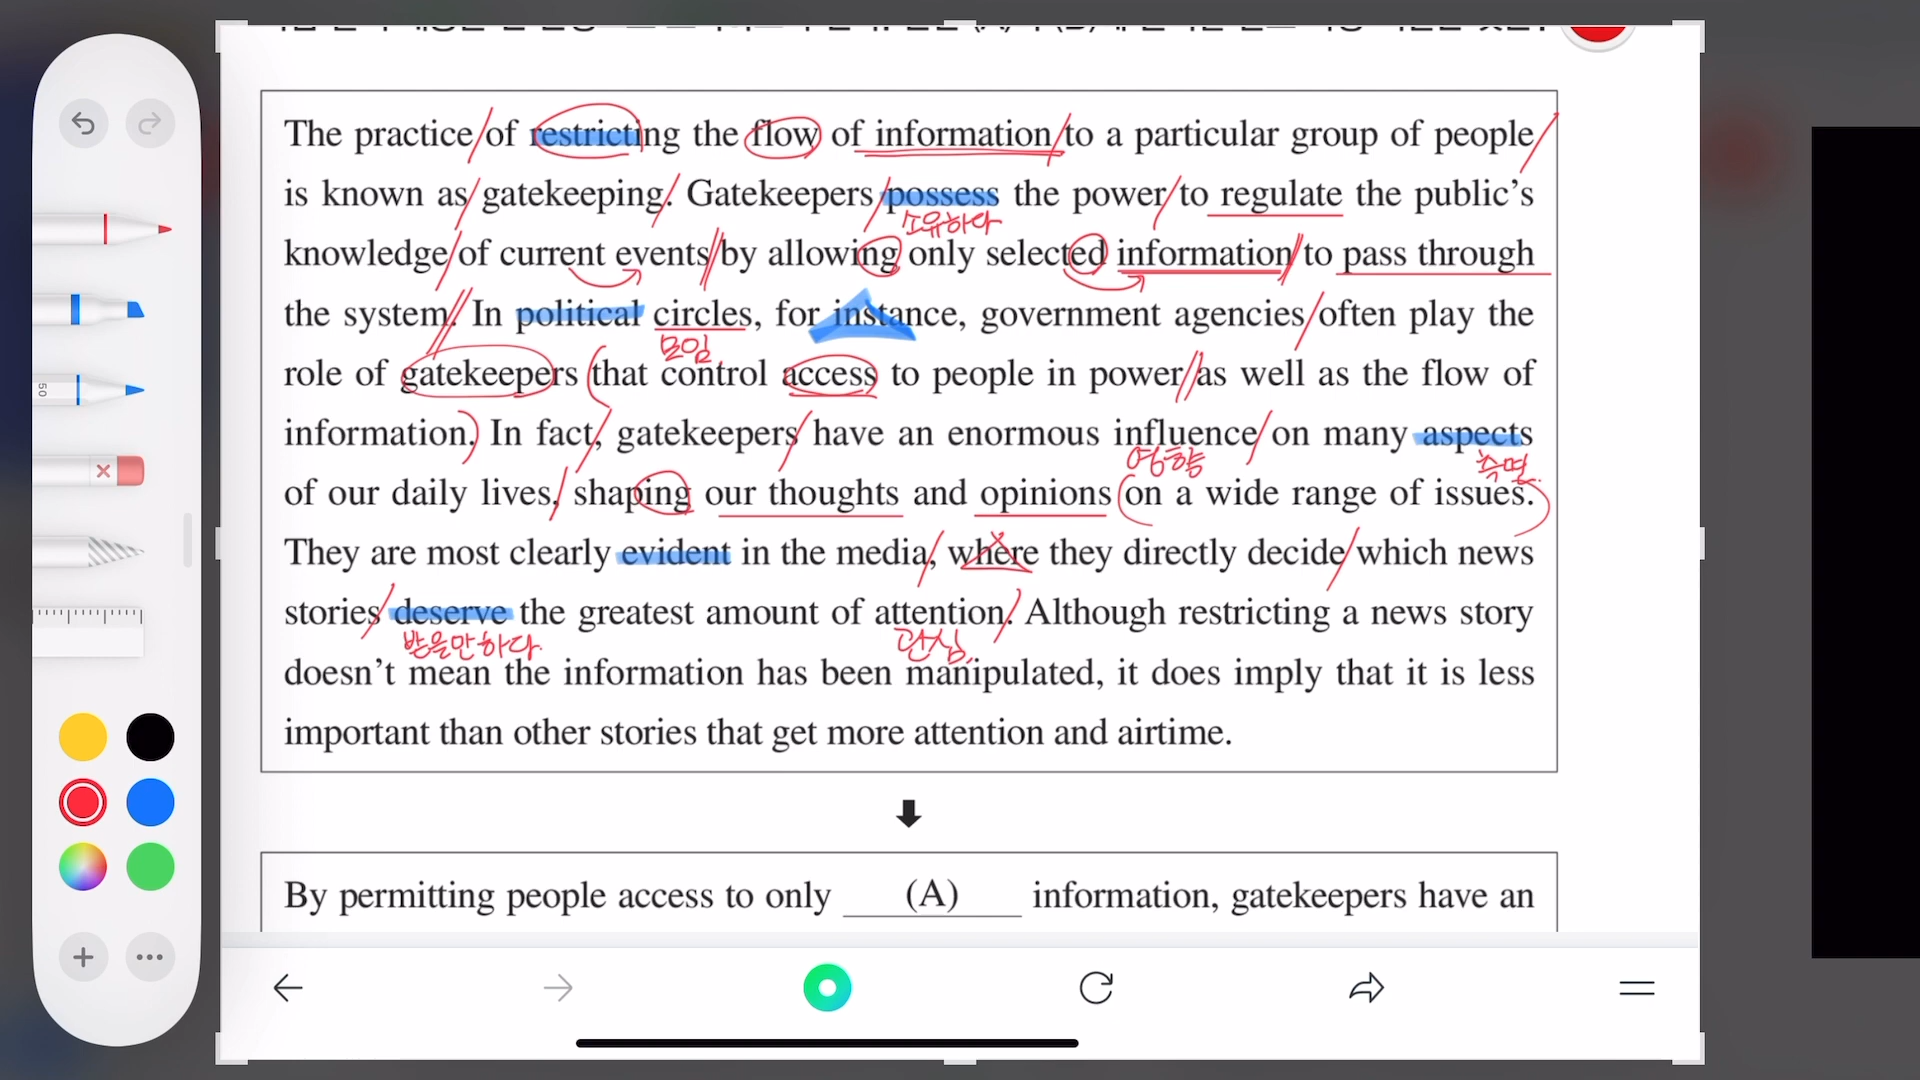 The practice of restricting the flow of information to a particular group of people
is known as gatekeeping. Gatekeepers possess the power to regulate the public's
소유하다
knowledge of current events by allowing only selected information to pass through
the system. In political circles, for instance, government agencies often play the
모임
role of gatekeepers that control access to people in power as well as the flow of
information. In fact, gatekeepers have an enormous influence on many aspects
영향 측면
of our daily lives, shaping our thoughts and opinions on a wide range of issues.
They are most clearly evident in the media, where they directly decide which news
stories deserve the greatest amount of attention. Although restricting a news story
받을만하다 관심
doesn't mean the information has been manipulated, it does imply that it is less
important than other stories that get more attention and airtime.
By permitting people access to only (A) information, gatekeepers have an
50